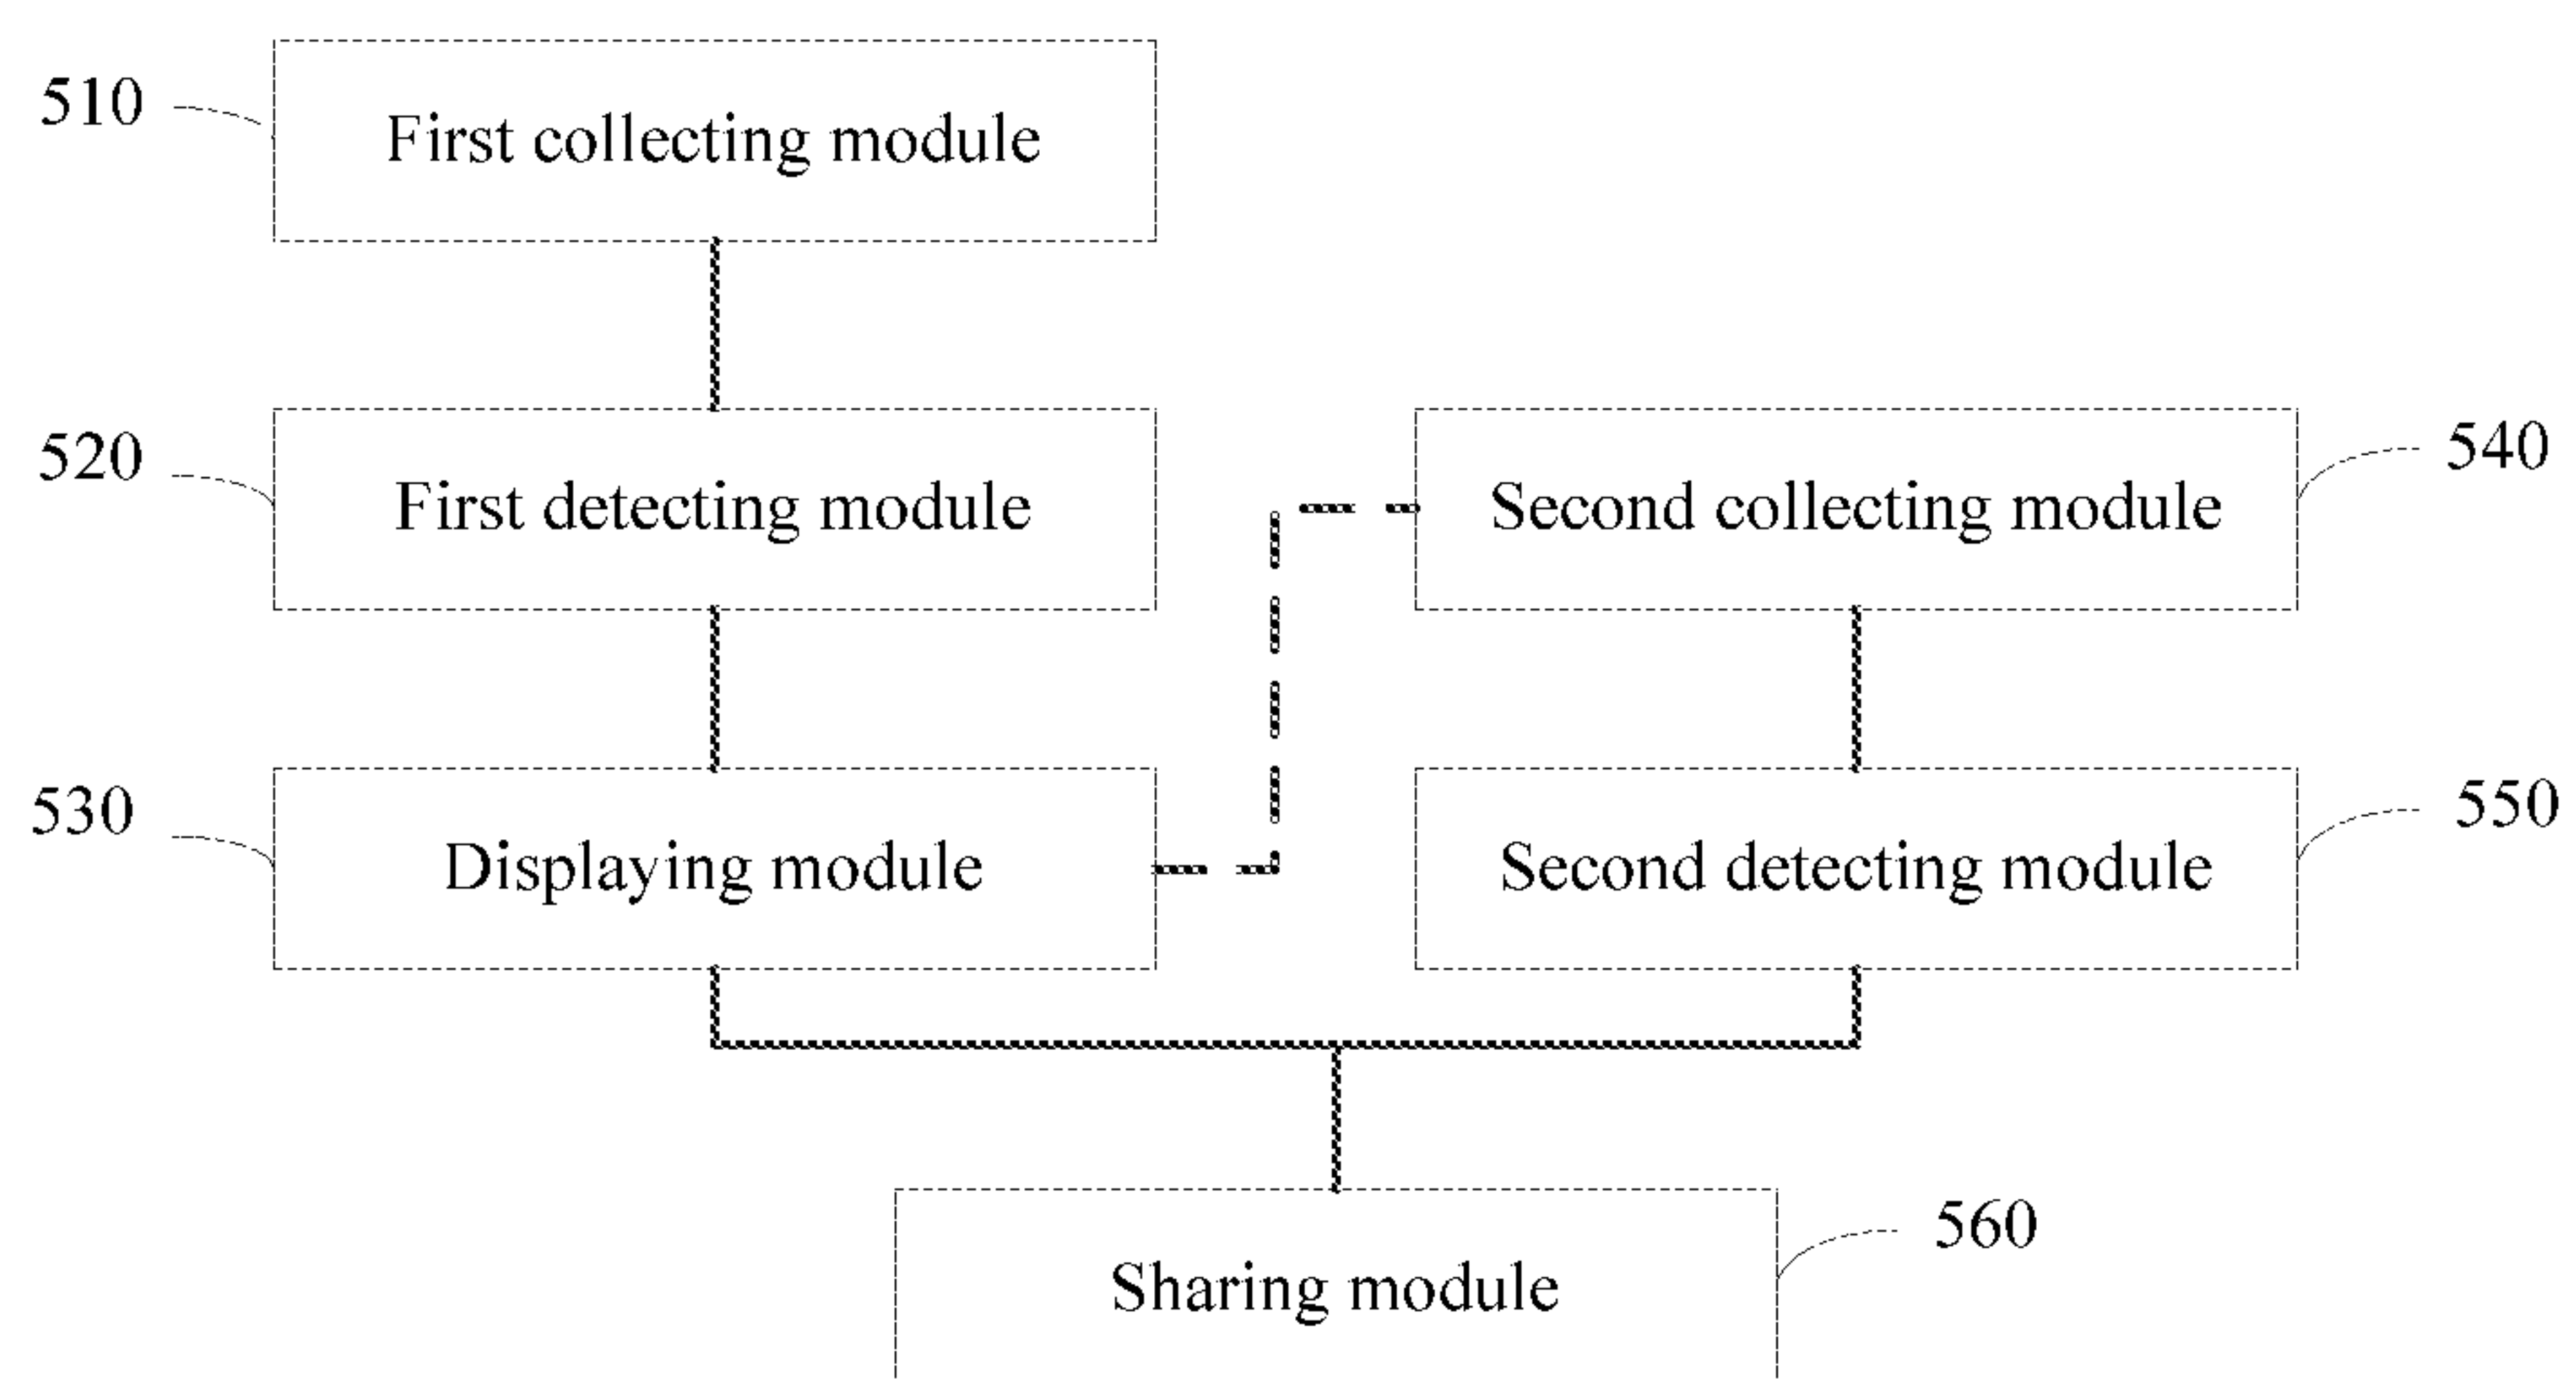 510
First collecting module
520
First detecting module
540
Second collecting module
530
Displaying module
550
Second detecting module
560
Sharing module